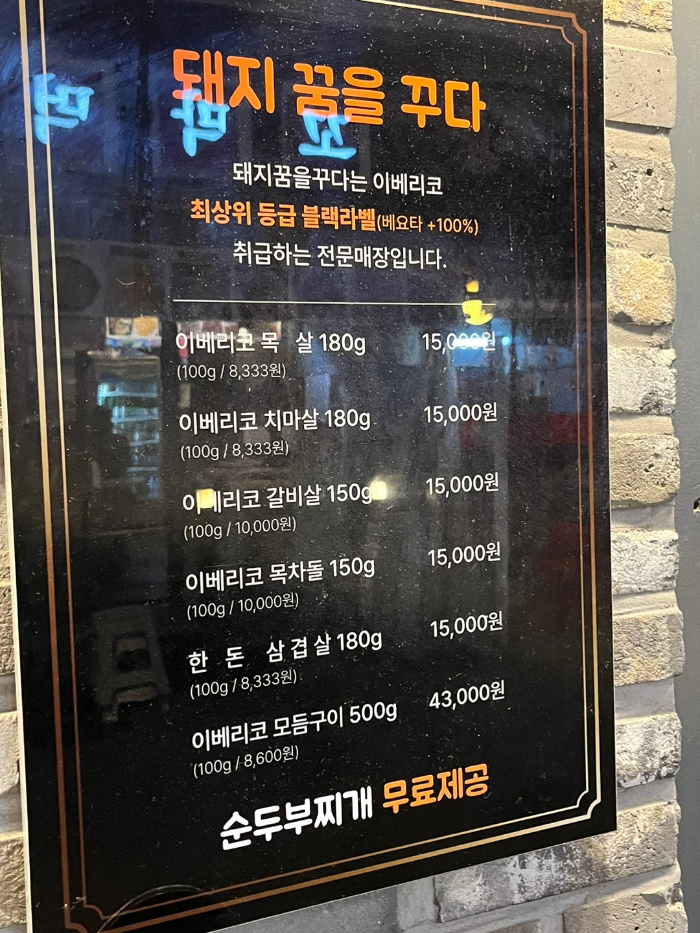 돼지 꿈을 꾸다
돼지꿈을꾸다는 이베리코
최상위 등급 블랙라벨(베요타 +100%)
취급하는 전문매장입니다.
이베리코 목 살 180g 15,000원
(100g / 8,333원)
이베리코 치마살 180g 15,000원
(100g / 8,333원)
이베리코 갈비살 150g 15,000원
(100g / 10,000원)
이베리코 목차돌 150g 15,000원
(100g / 10,000원)
한 돈 삼 겹 살 180g 15,000원
(100g / 8,333원)
이베리코 모듬구이 500g 43,000원
(100g / 8,600원)
순두부찌개 무료제공